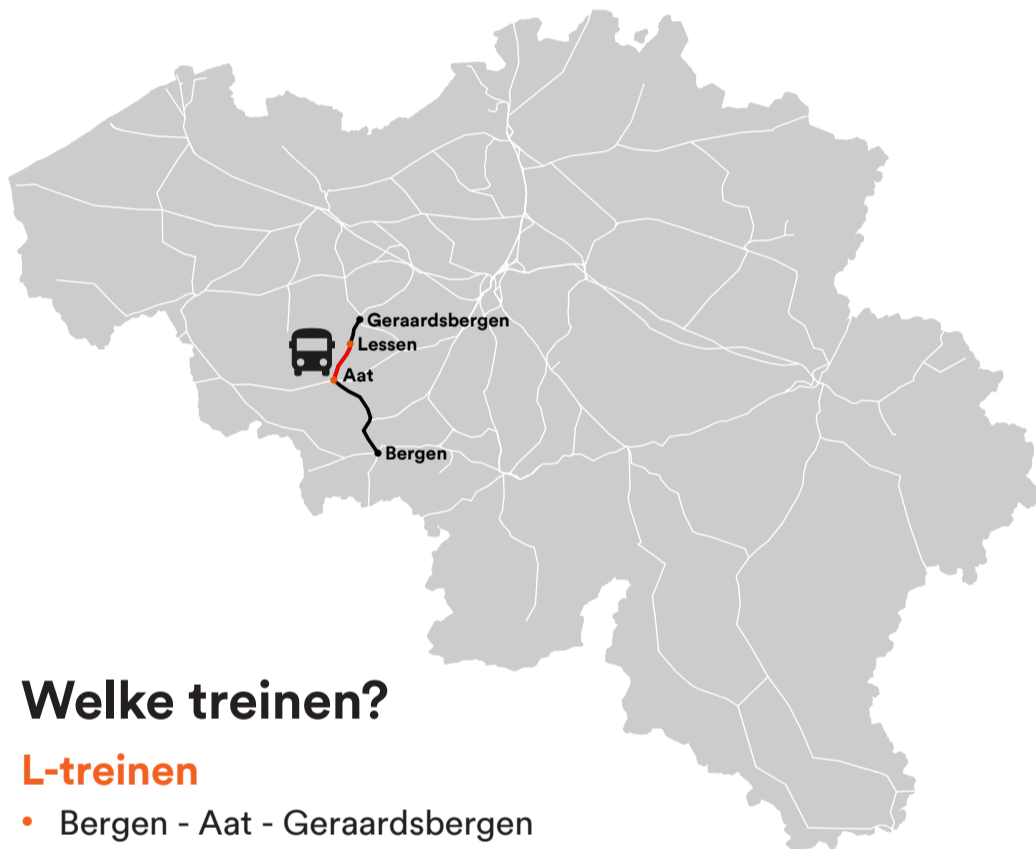 Geraardsbergen
Lessen
Aat
Bergen
Welke treinen?
L-treinen
• Bergen - Aat - Geraardsbergen